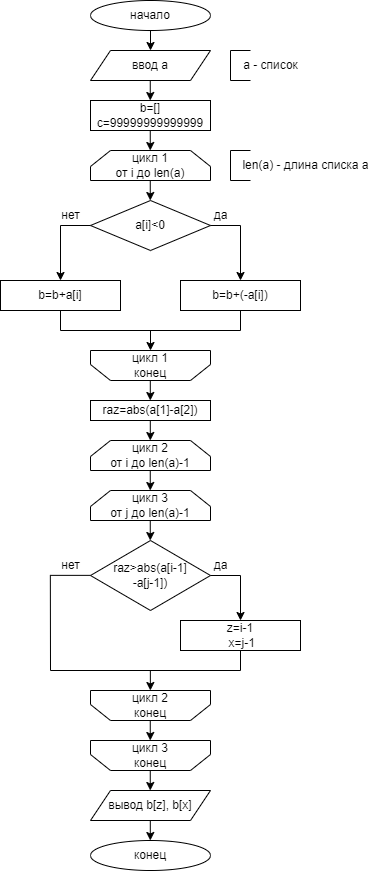 начало
ввод а
а - список
b=[]
c=99999999999999
цикл 1
от i до len(a)
len(a) - длина списка а
нет
a[i]<0
да
b=b+a[i]
b=b+(-a[i])
цикл 1
конец
raz=abs(a[1]-a[2])
цикл 2
от i до len(a)-1
цикл 3
от j до len(a)-1
нет
raz>abs(a[i-1]
-a[j-1])
да
z=i-1
x=j-1
цикл 2
конец
цикл 3
конец
вывод b[z], b[x]
конец